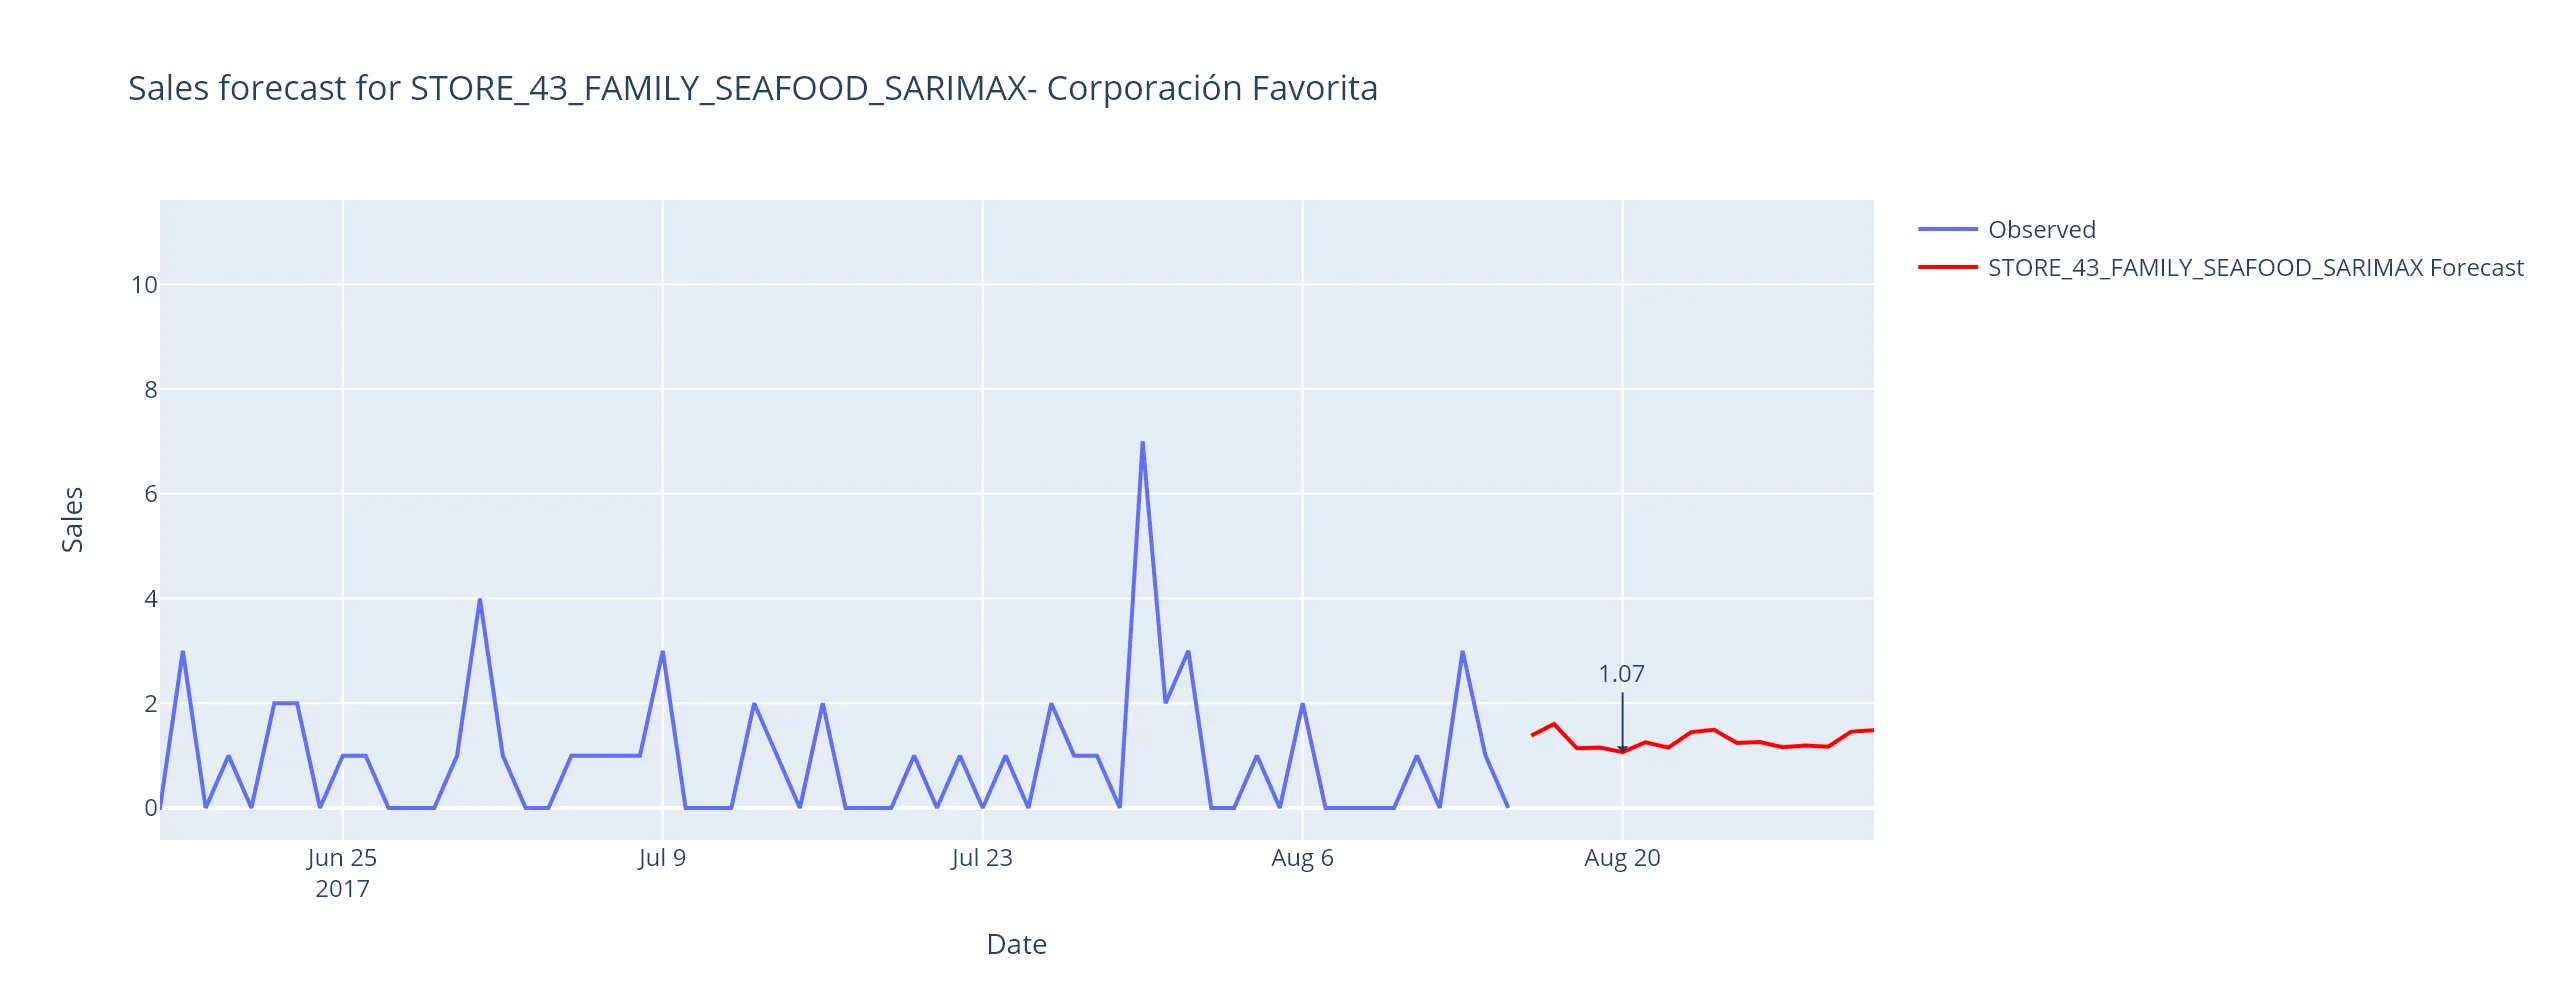 Sales forecast for STORE_43_FAMILY_SEAFOOD_SARIMAX- Corporación Favorita
Observed
STORE_43_FAMILY_SEAFOOD_SARIMAX Forecast
10
8
6
4
2
0
Sales
1.07
Jun 25
2017
Jul 9
Jul 23
Aug 6
Aug 20
Date